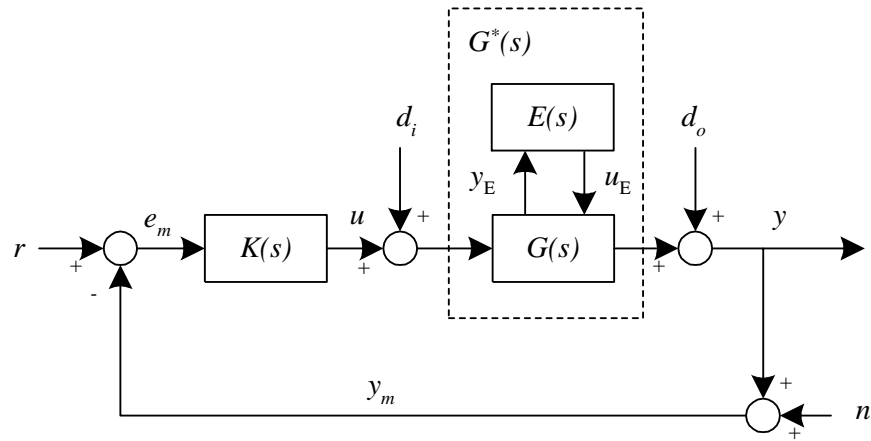 G*(s)
E(s)
d_i
d_o
y_E
u_E
r
+
e_m
K(s)
u
+
+
G(s)
+
+
y
-
y_m
+
+
n